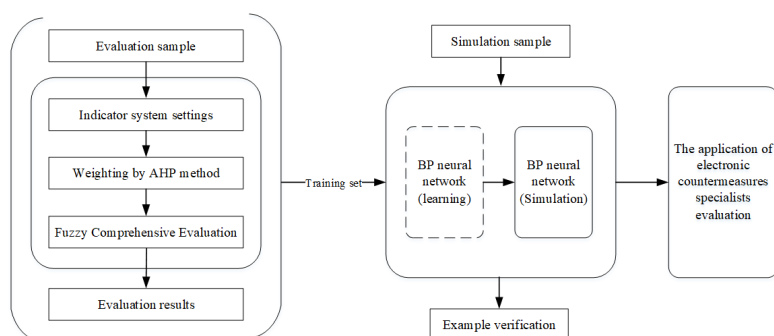 Evaluation sample
Indicator system settings
Weighting by AHP method
Fuzzy Comprehensive Evaluation
Evaluation results
Training set
Simulation sample
BP neural
network
(learning)
BP neural
network
(Simulation)
Example verification
The application of
electronic
countermeasures
specialists
evaluation